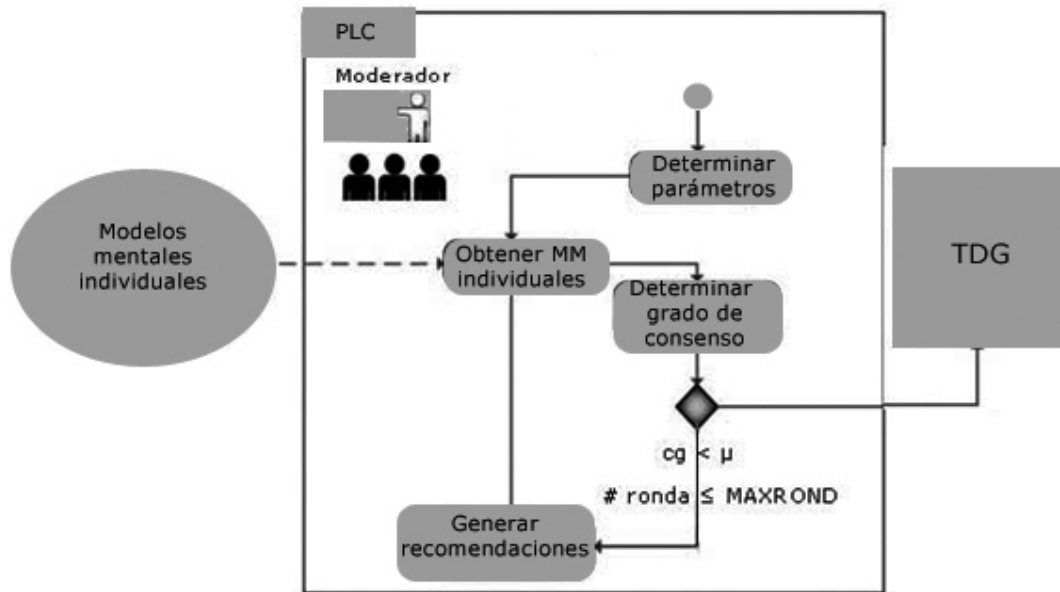 PLC
Moderador
Determinar
parámetros
Modelos
mentales
individuales
Obtener MM
individuales
TDG
Determinar
grado de
consenso
cg < µ
# ronda ≤ MAXROND
Generar
recomendaciones